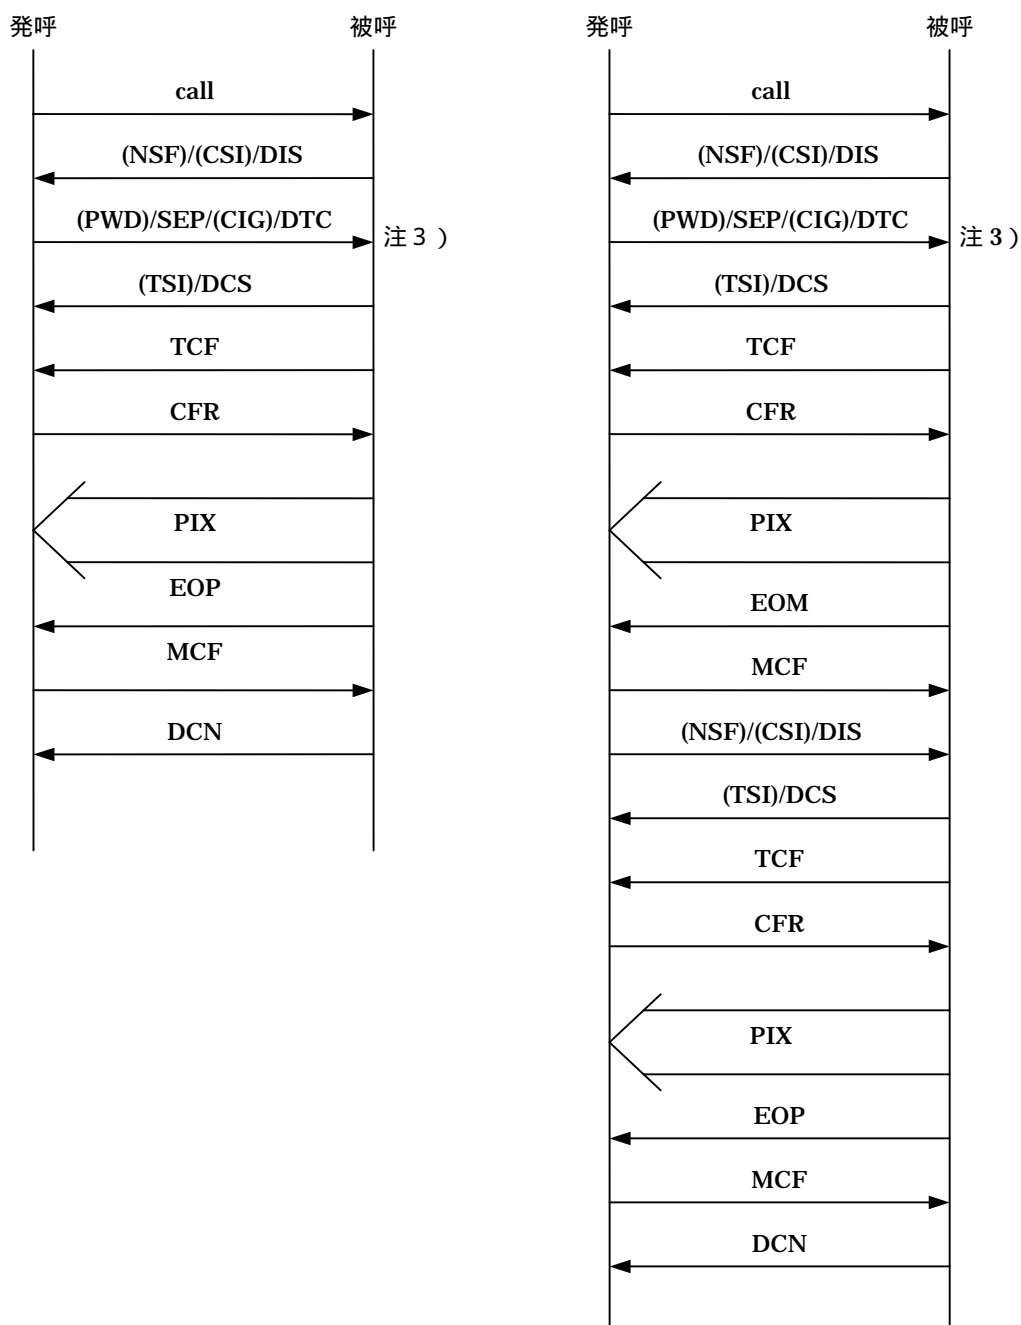 発呼
被呼
call
(NSF)/(CSI)/DIS
(PWD)/SEP/(CIG)/DTC
注3）
(TSI)/DCS
TCF
CFR
PIX
EOP
MCF
DCN
発呼
被呼
call
(NSF)/(CSI)/DIS
(PWD)/SEP/(CIG)/DTC
注3）
(TSI)/DCS
TCF
CFR
PIX
EOM
MCF
(NSF)/(CSI)/DIS
(TSI)/DCS
TCF
CFR
PIX
EOP
MCF
DCN